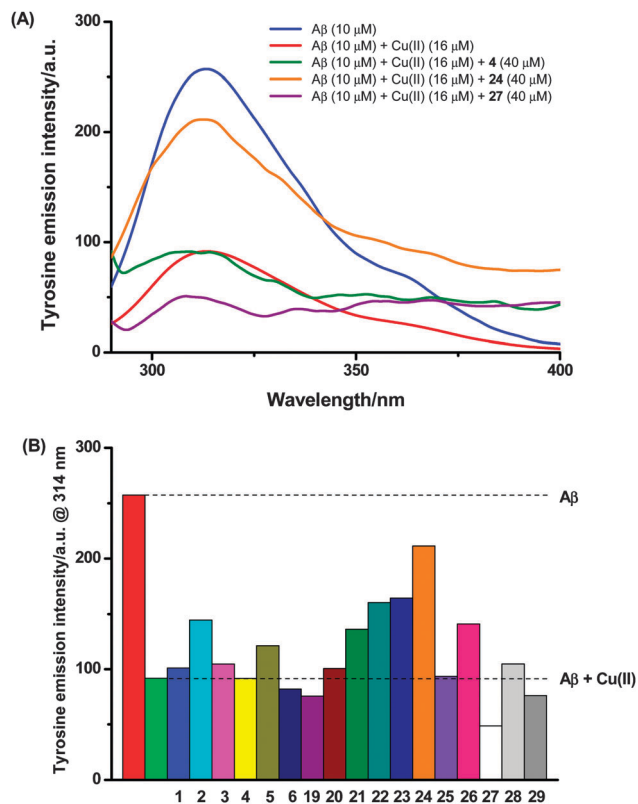 (A)
Aβ (10 μM)
Aβ (10 μM) + Cu(II) (16 μM)
Aβ (10 μM) + Cu(II) (16 μM) + 4 (40 μM)
Aβ (10 μM) + Cu(II) (16 μM) + 24 (40 μM)
Aβ (10 μM) + Cu(II) (16 μM) + 27 (40 μM)
Tyrosine emission intensity/a.u.
300
200
100
0
300 350 400
Wavelength/nm
(B)
Tyrosine emission intensity/a.u. @ 314 nm
300
200
100
0
Aβ
Aβ + Cu(II)
1 2 3 4 5 6 19 20 21 22 23 24 25 26 27 28 29